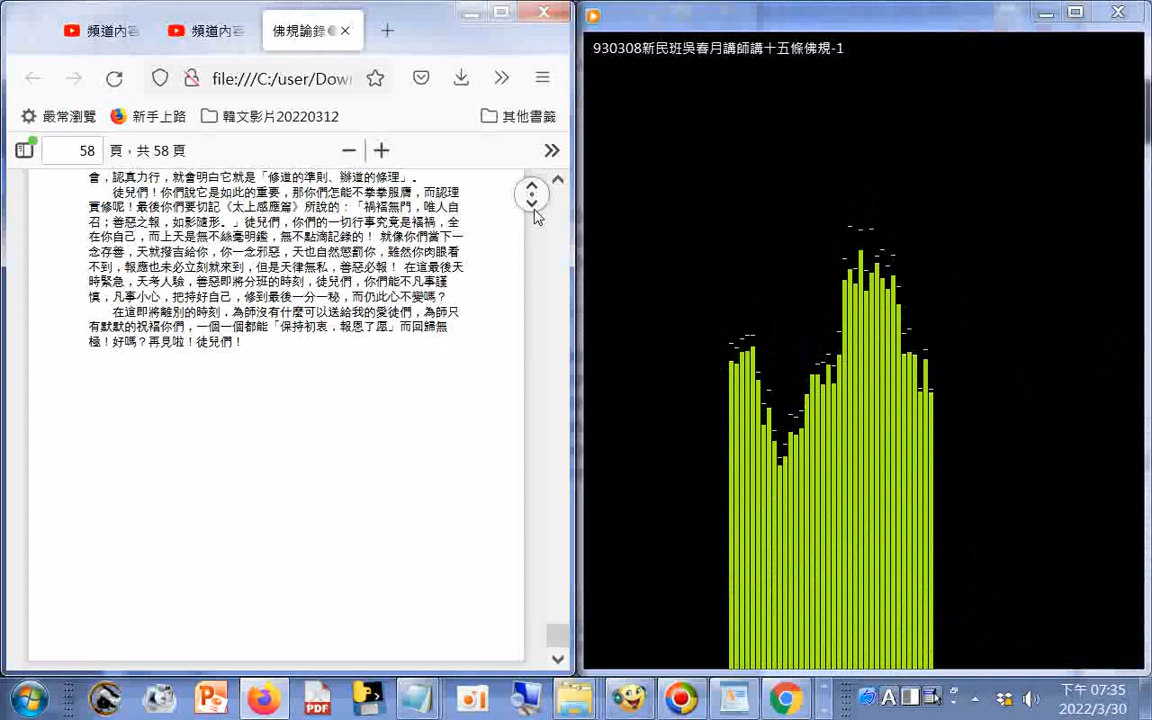 頻道內容
頻道內容
佛規諭錄
file:///C:/user/Dow
最常瀏覽
新手上路
韓文影片20220312
其他書籤
58 頁，共 58 頁
會，認真力行，就會明白它就是「修道的準則、辦道的條理」。
徒兒們！你們說它是如此的重要，那你們怎能不拳拳服膺，而認理
實修呢！最後你們要切記《太上感應篇》所說的：「禍福無門，唯人自
召；善惡之報，如影隨形。」徒兒們，你們的一切行事究竟是福禍，全
在你自己，而上天是無不絲毫明鑑，無不點滴記錄的！ 就像你們當下一
念存善，天就撥吉給你，你一念邪惡，天也自然懲罰你，雖然你肉眼看
不到，報應也未必立刻就來到，但是天律無私，善惡必報！ 在這最後天
時緊急，天考人驗，善惡即將分班的時刻，徒兒們，你們能不凡事謹
慎，凡事小心，把持好自己，修到最後一分一秒，而仍此心不變嗎？
在這即將離別的時刻，為師沒有什麼可以送給我的愛徒們，為師只
有默默的祝福你們，一個一個都能「保持初衷，報恩了愿」而回歸無
極！好嗎？再見啦！徒兒們！
930308新民班吳春月講師講十五條佛規-1
PDF
A
下午 07:35
2022/3/30